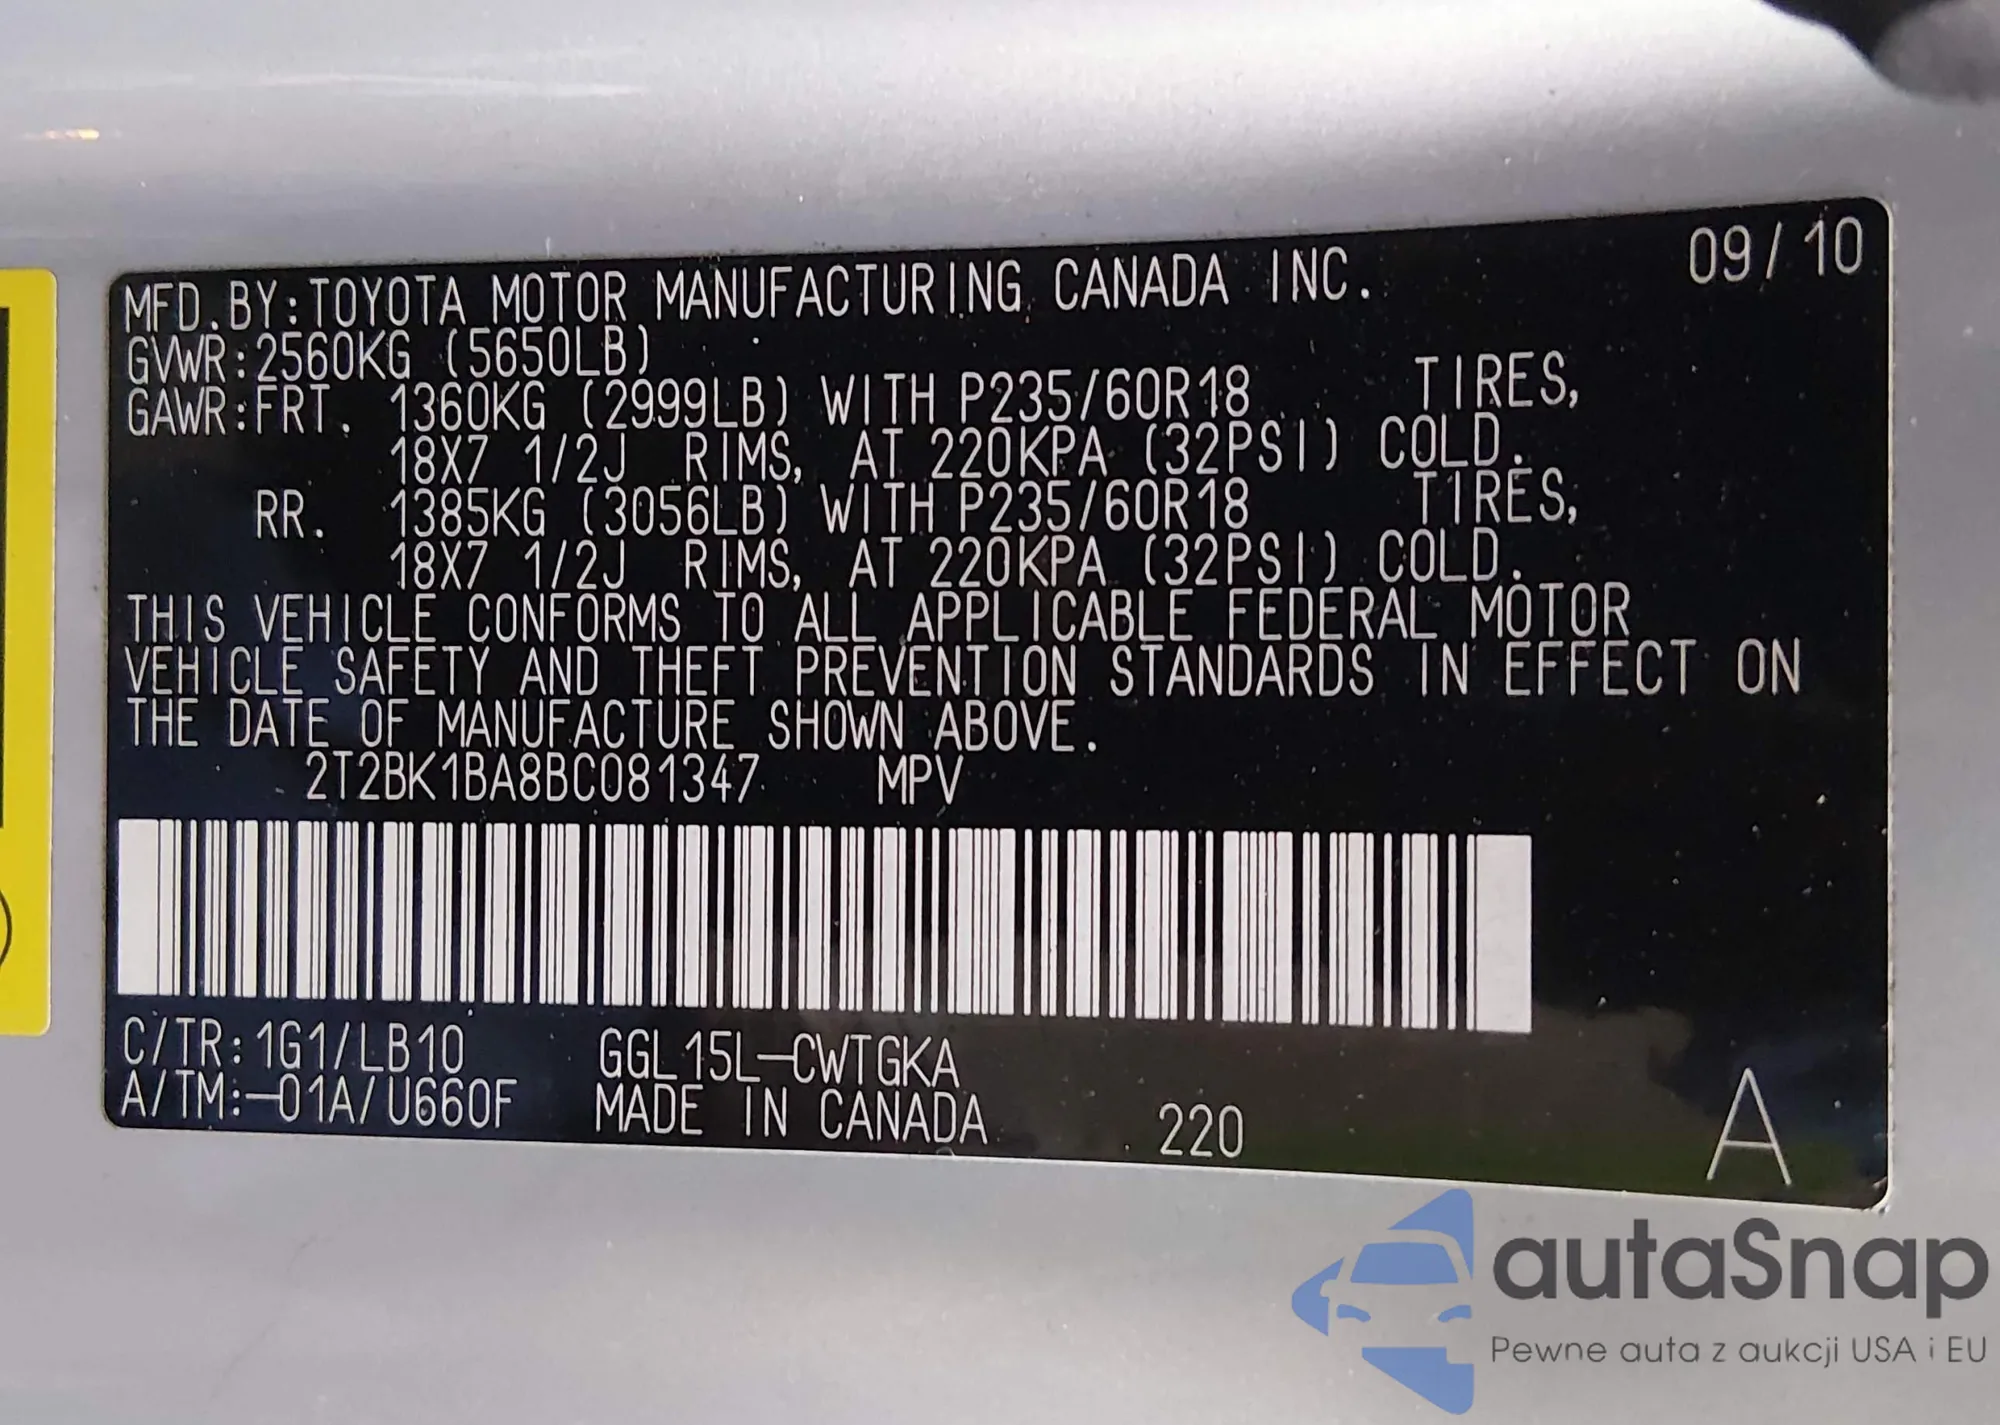 09/10
MFD.BY:TOYOTA MOTOR MANUFACTURING CANADA INC.
GVWR:2560KG (5650LB)
GAWR:FRT. 1360KG (2999LB) WITH P235/60R18 TIRES,
18X7 1/2J RIMS, AT 220KPA (32PSI) COLD.
RR. 1385KG (3056LB) WITH P235/60R18 TIRES,
18X7 1/2J RIMS, AT 220KPA (32PSI) COLD.
THIS VEHICLE CONFORMS TO ALL APPLICABLE FEDERAL MOTOR
VEHICLE SAFETY AND THEFT PREVENTION STANDARDS IN EFFECT ON
THE DATE OF MANUFACTURE SHOWN ABOVE.
2T2BK1BA8BC081347 MPV
C/TR:1G1/LB10 GGL15L-CWTGKA
A/TM:-01A/U660F MADE IN CANADA 220 A
autaSnap
Pewne auta z aukcji USA i EU